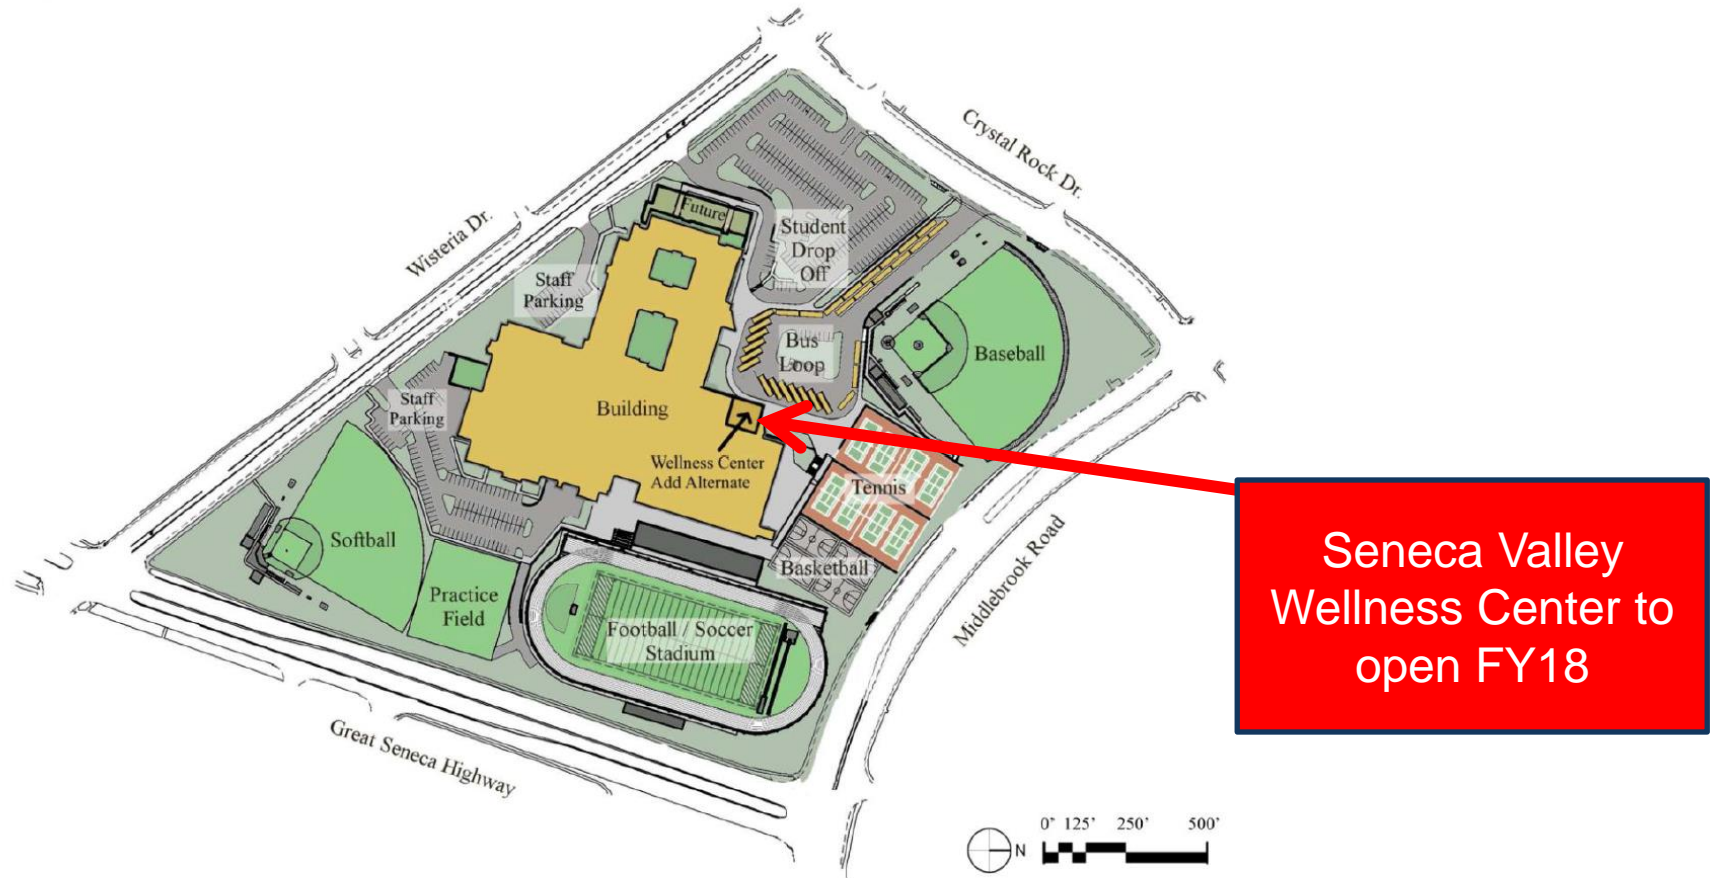 Crystal Rock Dr.
Wisteria Dr.
Future
Student
Drop
Off
Staff
Parking
Bus
Loop
Baseball
Staff
Parking
Building
Wellness Center
Add Alternate
Tennis
Softball
Basketball
Practice
Field
Football / Soccer
Stadium
Middlebrook Road
Great Seneca Highway
Seneca Valley
Wellness Center to
open FY18
N
0' 125' 250' 500'